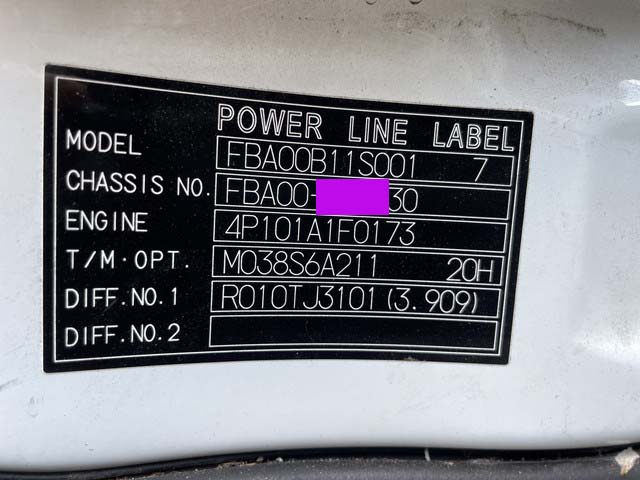 POWER LINE LABEL
MODEL FBA00B11S001 7
CHASSIS NO. FBA00- 30
ENGINE 4P101A1F0173
T/M·OPT. M038S6A211 20H
DIFF.NO.1 R010TJ3101(3.909)
DIFF.NO.2